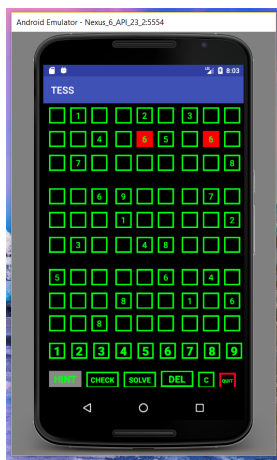 Android Emulator - Nexus_6_API_23_2:5554
8:03
TESS
1 2 3
4 6 5 6
7 8
6 9 7
1 2
3 4 8
5 6 4
8 1 6
8
1 2 3 4 5 6 7 8 9
HINT CHECK SOLVE DEL C QUIT